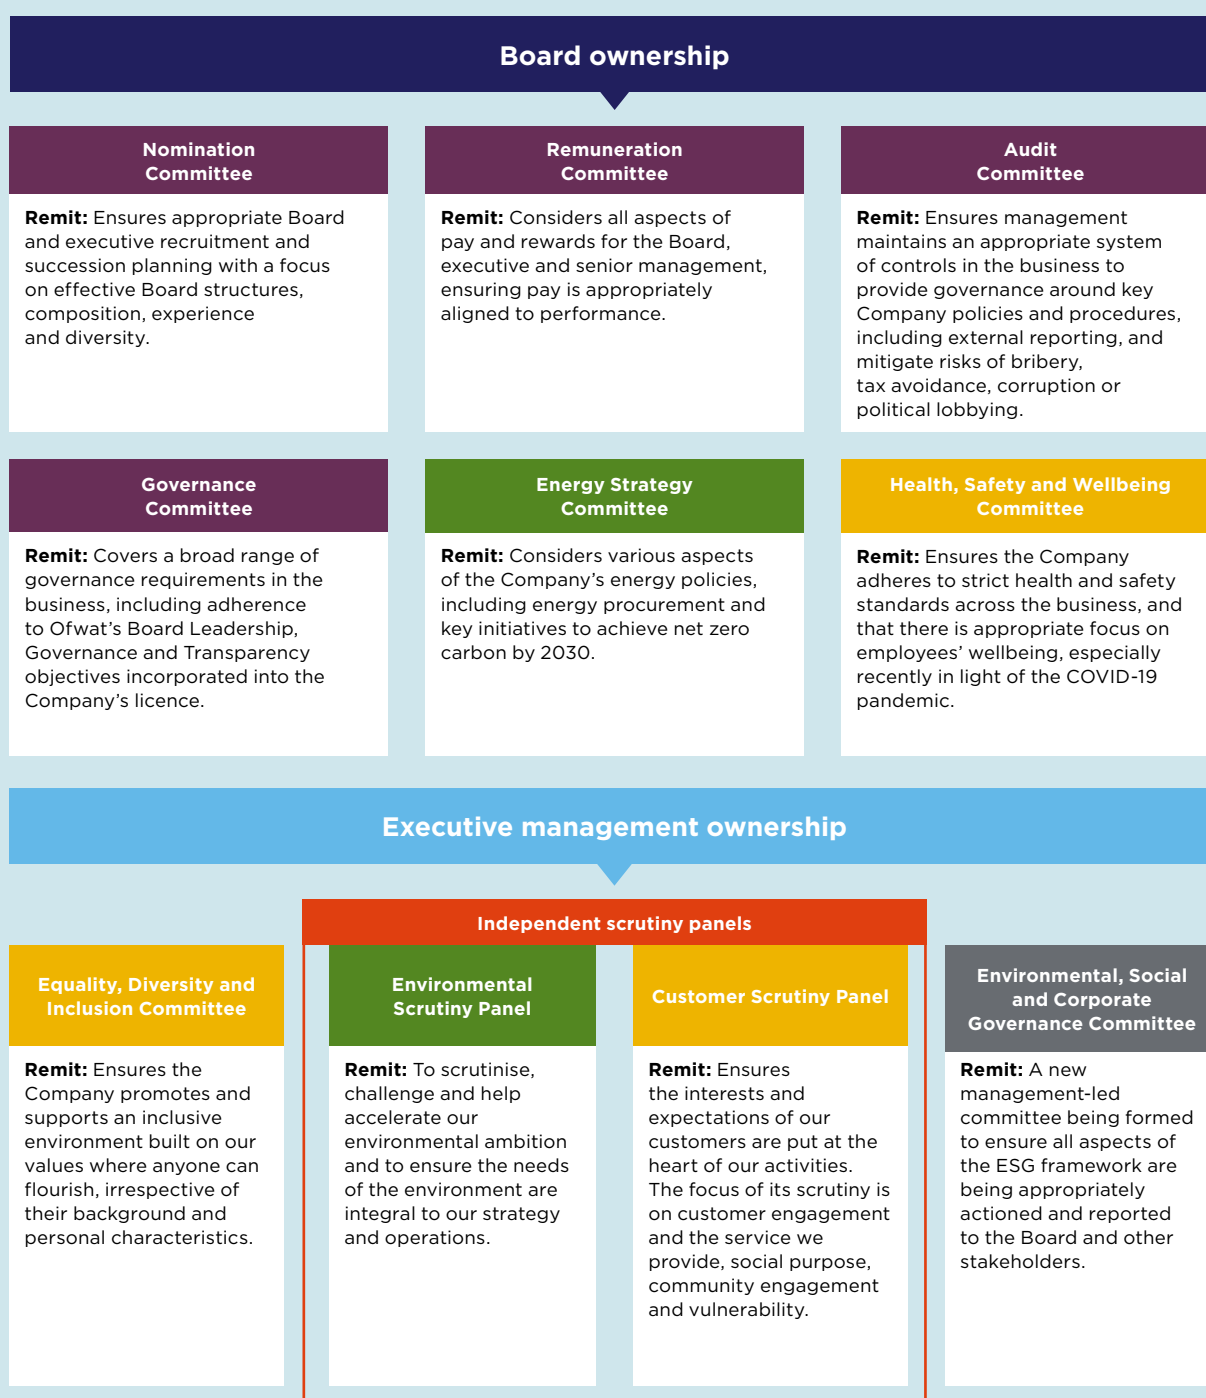 Board ownership
Nomination
Committee
Remit: Ensures appropriate Board
and executive recruitment and
succession planning with a focus
on effective Board structures,
composition, experience
and diversity.
Remuneration
Committee
Remit: Considers all aspects of
pay and rewards for the Board,
executive and senior management,
ensuring pay is appropriately
aligned to performance.
Audit
Committee
Remit: Ensures management
maintains an appropriate system
of controls in the business to
provide governance around key
Company policies and procedures,
including external reporting, and
mitigate risks of bribery,
tax avoidance, corruption or
political lobbying.
Governance
Committee
Remit: Covers a broad range of
governance requirements in the
business, including adherence
to Ofwat’s Board Leadership,
Governance and Transparency
objectives incorporated into the
Company’s licence.
Energy Strategy
Committee
Remit: Considers various aspects
of the Company’s energy policies,
including energy procurement and
key initiatives to achieve net zero
carbon by 2030.
Health, Safety and Wellbeing
Committee
Remit: Ensures the Company
adheres to strict health and safety
standards across the business, and
that there is appropriate focus on
employees’ wellbeing, especially
recently in light of the COVID-19
pandemic.
Executive management ownership
Independent scrutiny panels
Equality, Diversity and
Inclusion Committee
Remit: Ensures the
Company promotes and
supports an inclusive
environment built on our
values where anyone can
flourish, irrespective of
their background and
personal characteristics.
Environmental
Scrutiny Panel
Remit: To scrutinise,
challenge and help
accelerate our
environmental ambition
and to ensure the needs
of the environment are
integral to our strategy
and operations.
Customer Scrutiny Panel
Remit: Ensures
the interests and
expectations of our
customers are put at the
heart of our activities.
The focus of its scrutiny is
on customer engagement
and the service we
provide, social purpose,
community engagement
and vulnerability.
Environmental, Social
and Corporate
Governance Committee
Remit: A new
management-led
committee being formed
to ensure all aspects of
the ESG framework are
being appropriately
actioned and reported
to the Board and other
stakeholders.